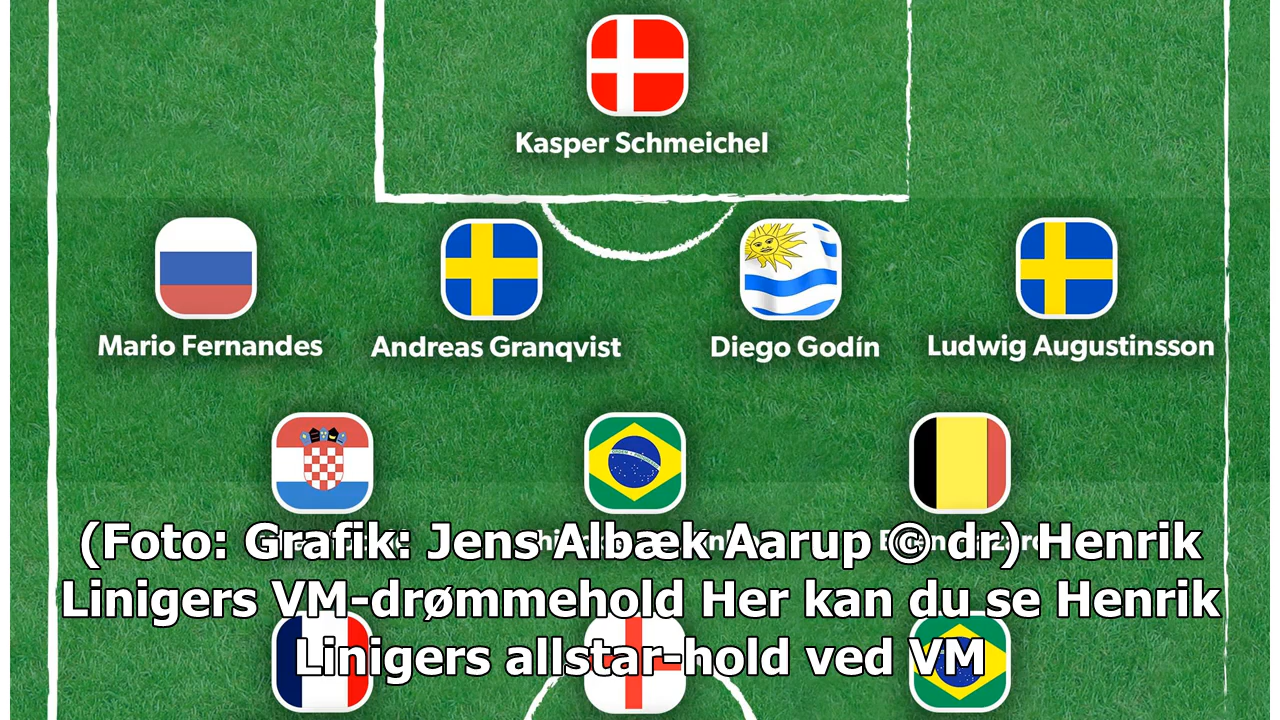 Kasper Schmeichel
Mario Fernandes
Andreas Granqvist
Diego Godín
Ludwig Augustinsson
(Foto: Grafik: Jens Albæk Aarup © dr) Henrik
Linigers VM-drømmehold Her kan du se Henrik
Linigers allstar-hold ved VM